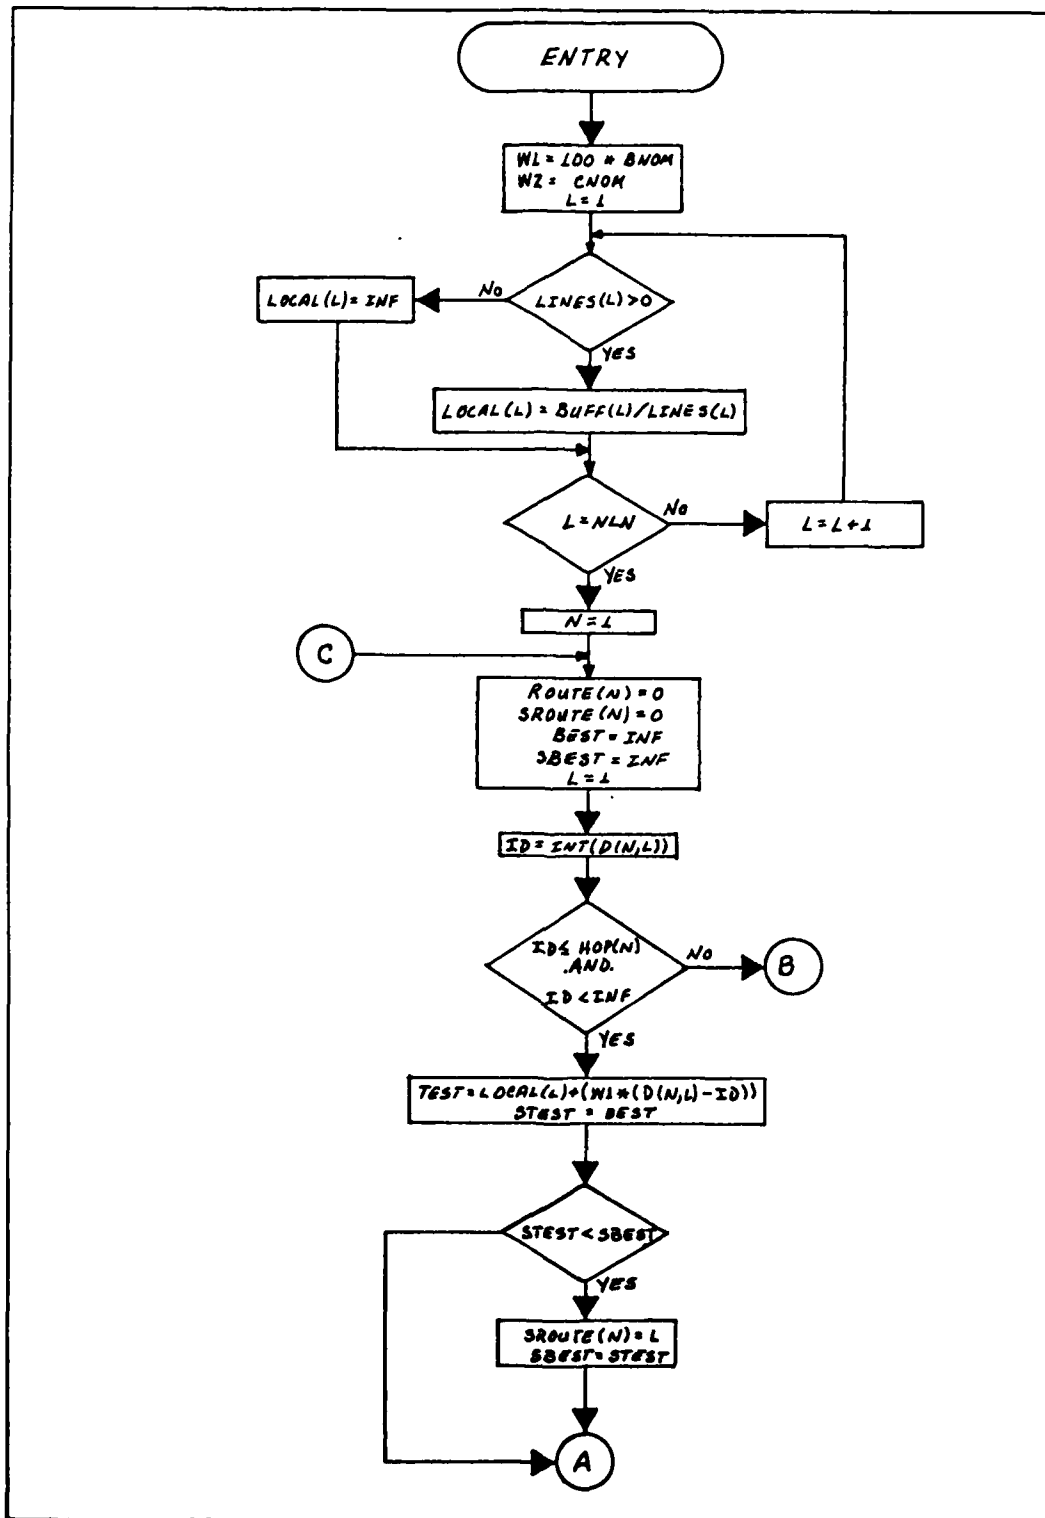 ENTRY
W1 = 100 * BNOM
W2 = CNOM
L = 1
LINES(L)>0
NO
LOCAL(L)= INF
YES
LOCAL(L) = BUFF(L)/LINES(L)
L = NLN
NO
L = L + 1
YES
N = 1
C
ROUTE(N) = 0
SROUTE(N) = 0
BEST = INF
SBEST = INF
L = 1
ID = INT(D(N,L))
ID≤ HOP(N)
.AND.
ID < INF
NO
B
YES
TEST = LOCAL(L)+(W1*(D(N,L)-ID))
STEST = BEST
STEST < SBEST
YES
SROUTE(N) = L
SBEST = STEST
A